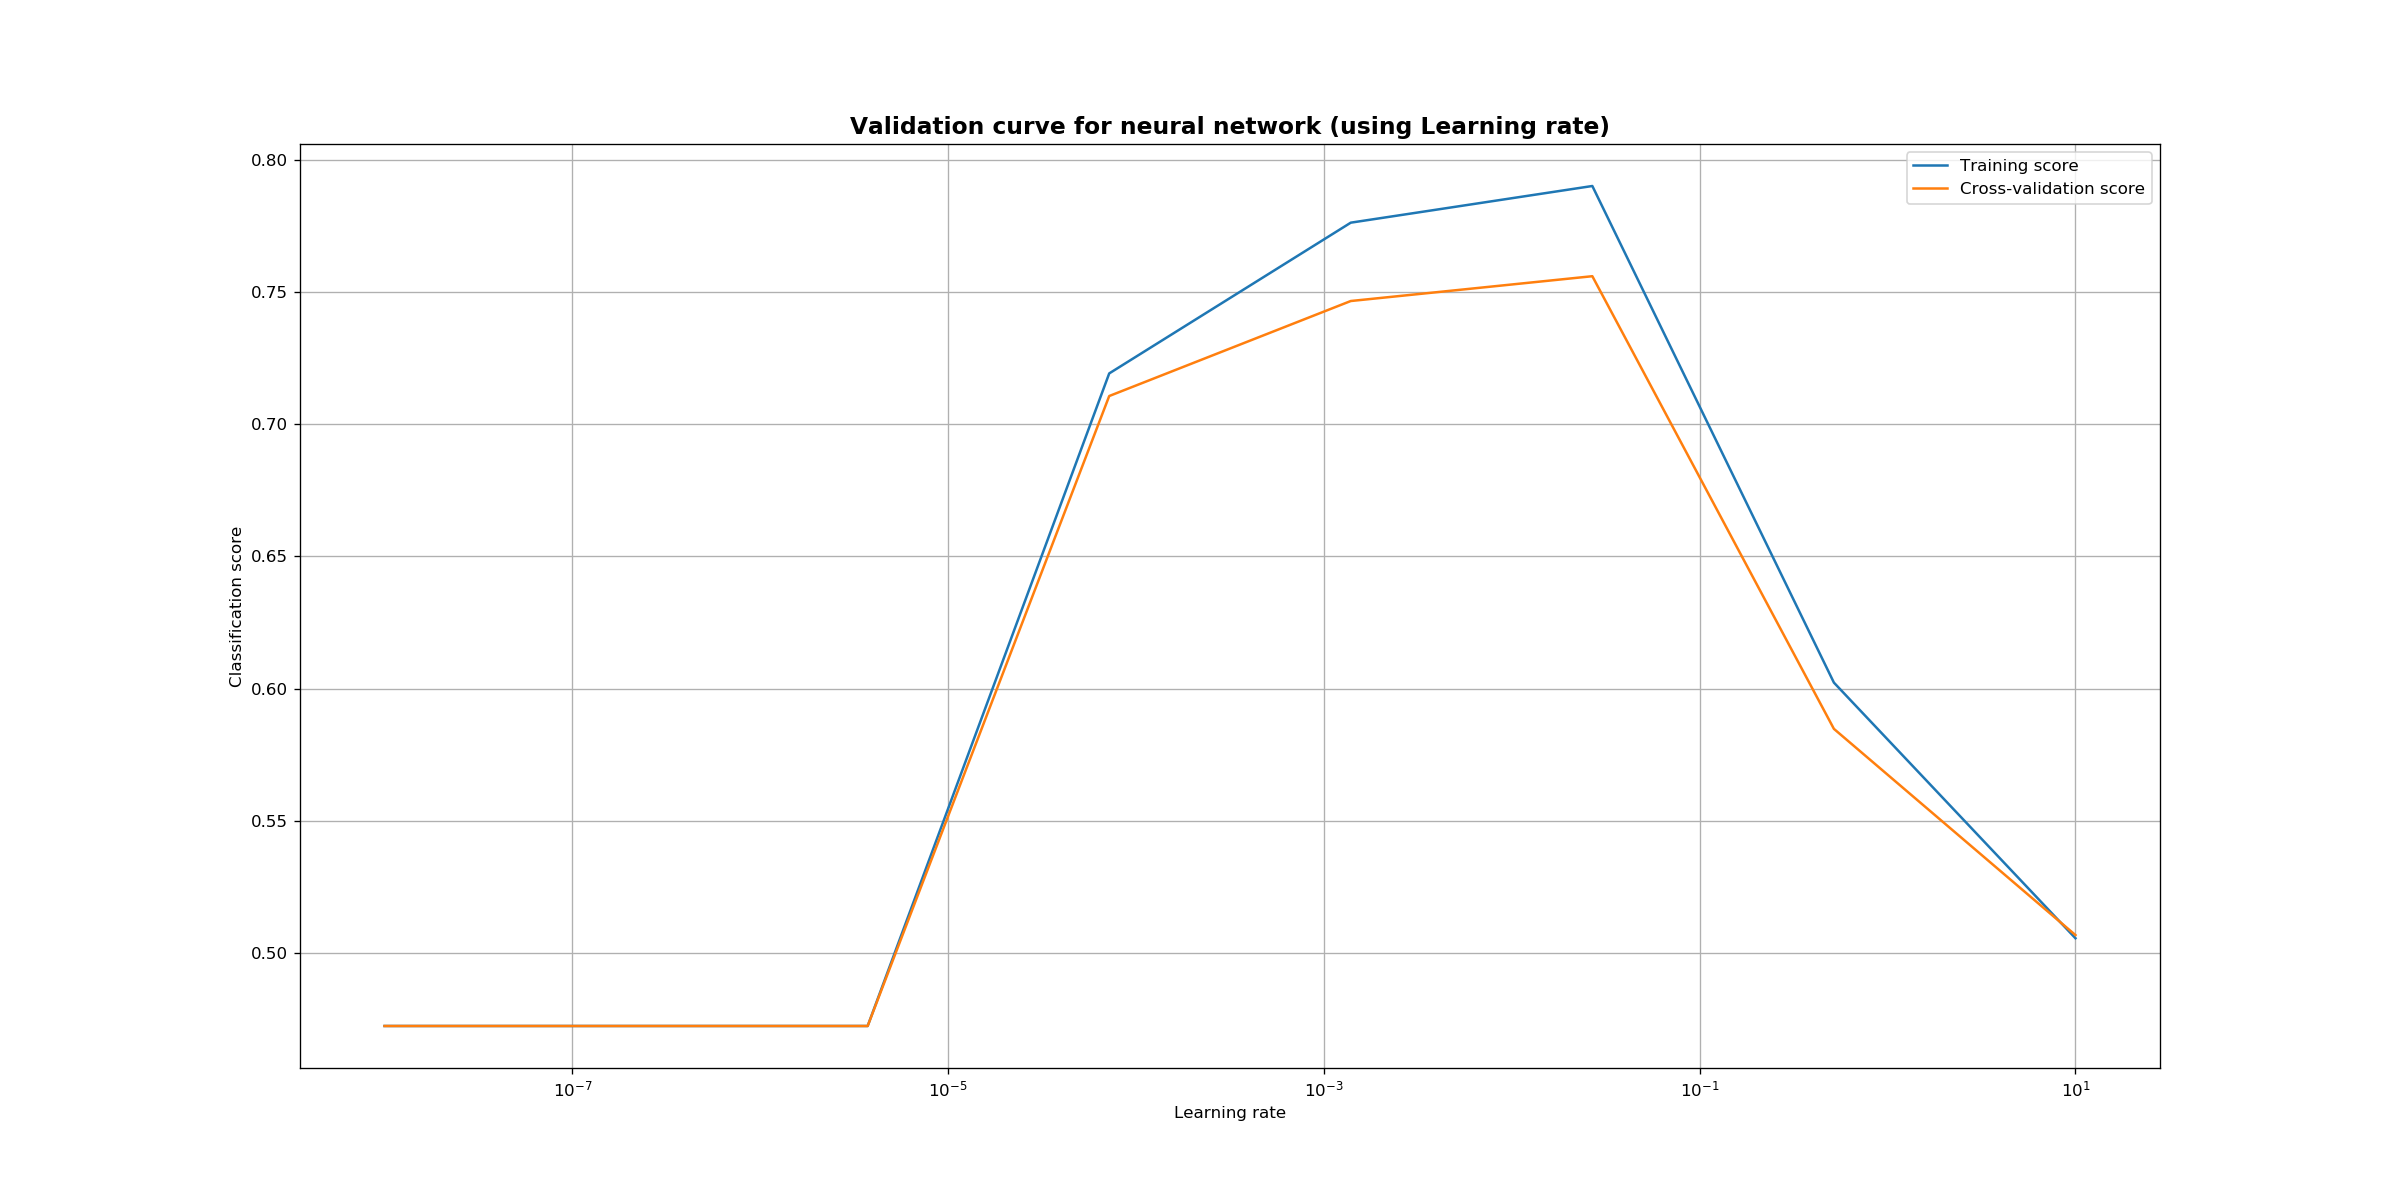 Validation curve for neural network (using Learning rate)
Training score
Cross-validation score
0.80
0.75
0.70
0.65
0.60
0.55
0.50
Classification score
10⁻⁷
10⁻⁵
10⁻³
10⁻¹
10¹
Learning rate